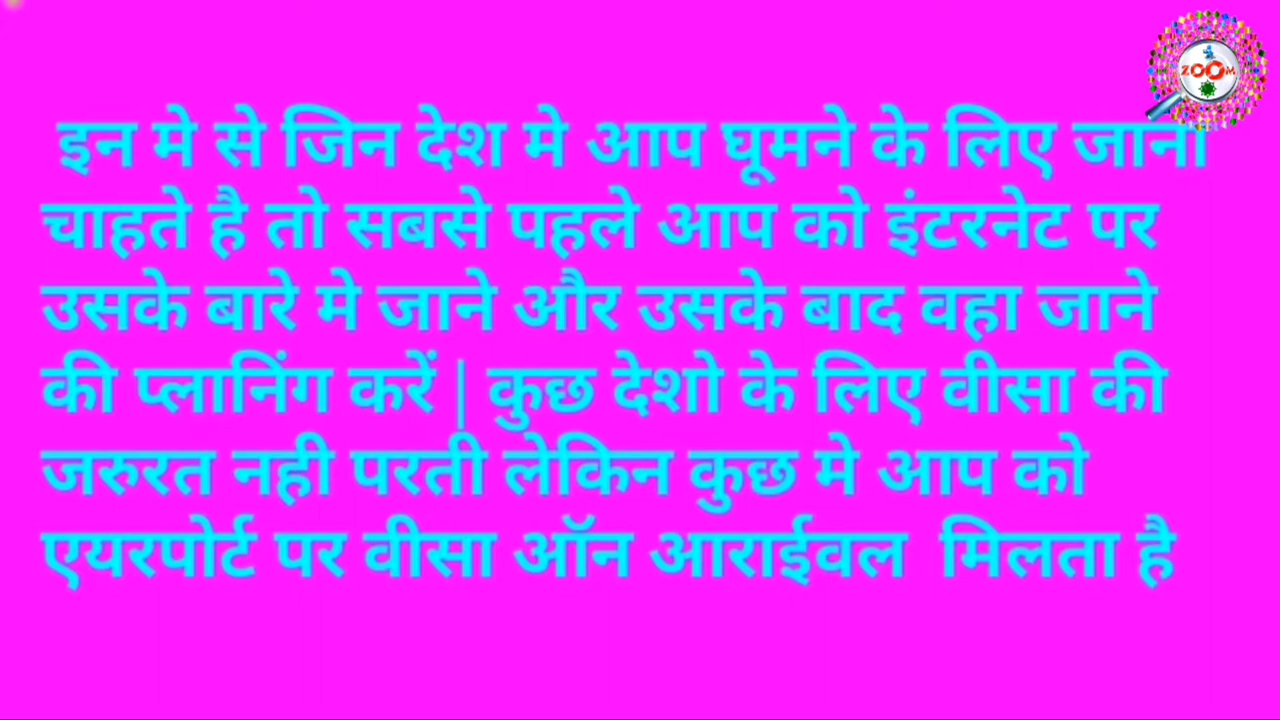 ZOOM
इन मे से जिन देश मे आप घूमने के लिए जाना
चाहते है तो सबसे पहले आप को इंटरनेट पर
उसके बारे मे जाने और उसके बाद वहा जाने
की प्लानिंग करें | कुछ देशो के लिए वीसा की
जरुरत नही परती लेकिन कुछ मे आप को
एयरपोर्ट पर वीसा ऑन आराईवल मिलता है